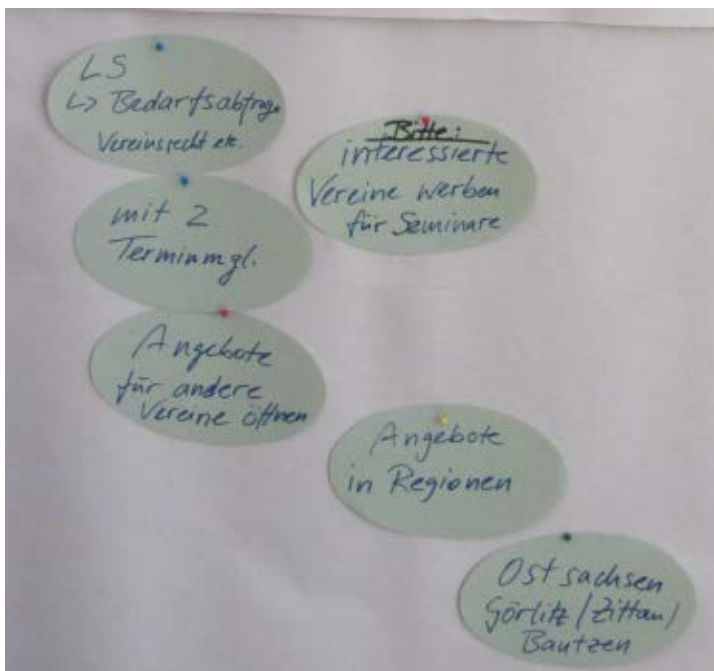 LS
↳ Bedarfsabfrage
Vereinsrecht etc.
mit 2
Terminmgl.
Angebote
für andere
Vereine öffnen
Bitte:
interessierte
Vereine werben
für Seminare
Angebote
in Regionen
Ostsachsen
Görlitz/Zittau/
Bautzen